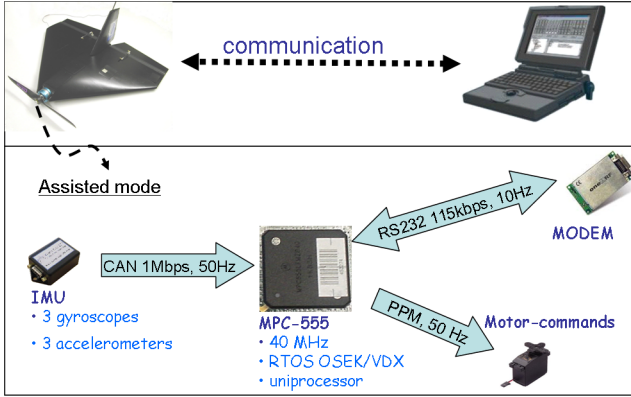 communication
Assisted mode
CAN 1Mbps, 50Hz
RS232 115kbps, 10Hz
MODEM
IMU
• 3 gyroscopes
• 3 accelerometers
MPC-555
• 40 MHz
• RTOS OSEK/VDX
• uniprocessor
PPM, 50 Hz
Motor-commands